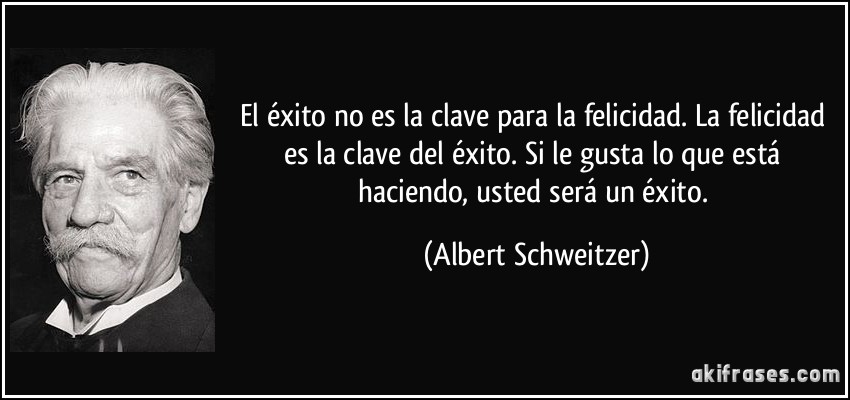 El éxito no es la clave para la felicidad. La felicidad
es la clave del éxito. Si le gusta lo que está
haciendo, usted será un éxito.
(Albert Schweitzer)
akifrases.com